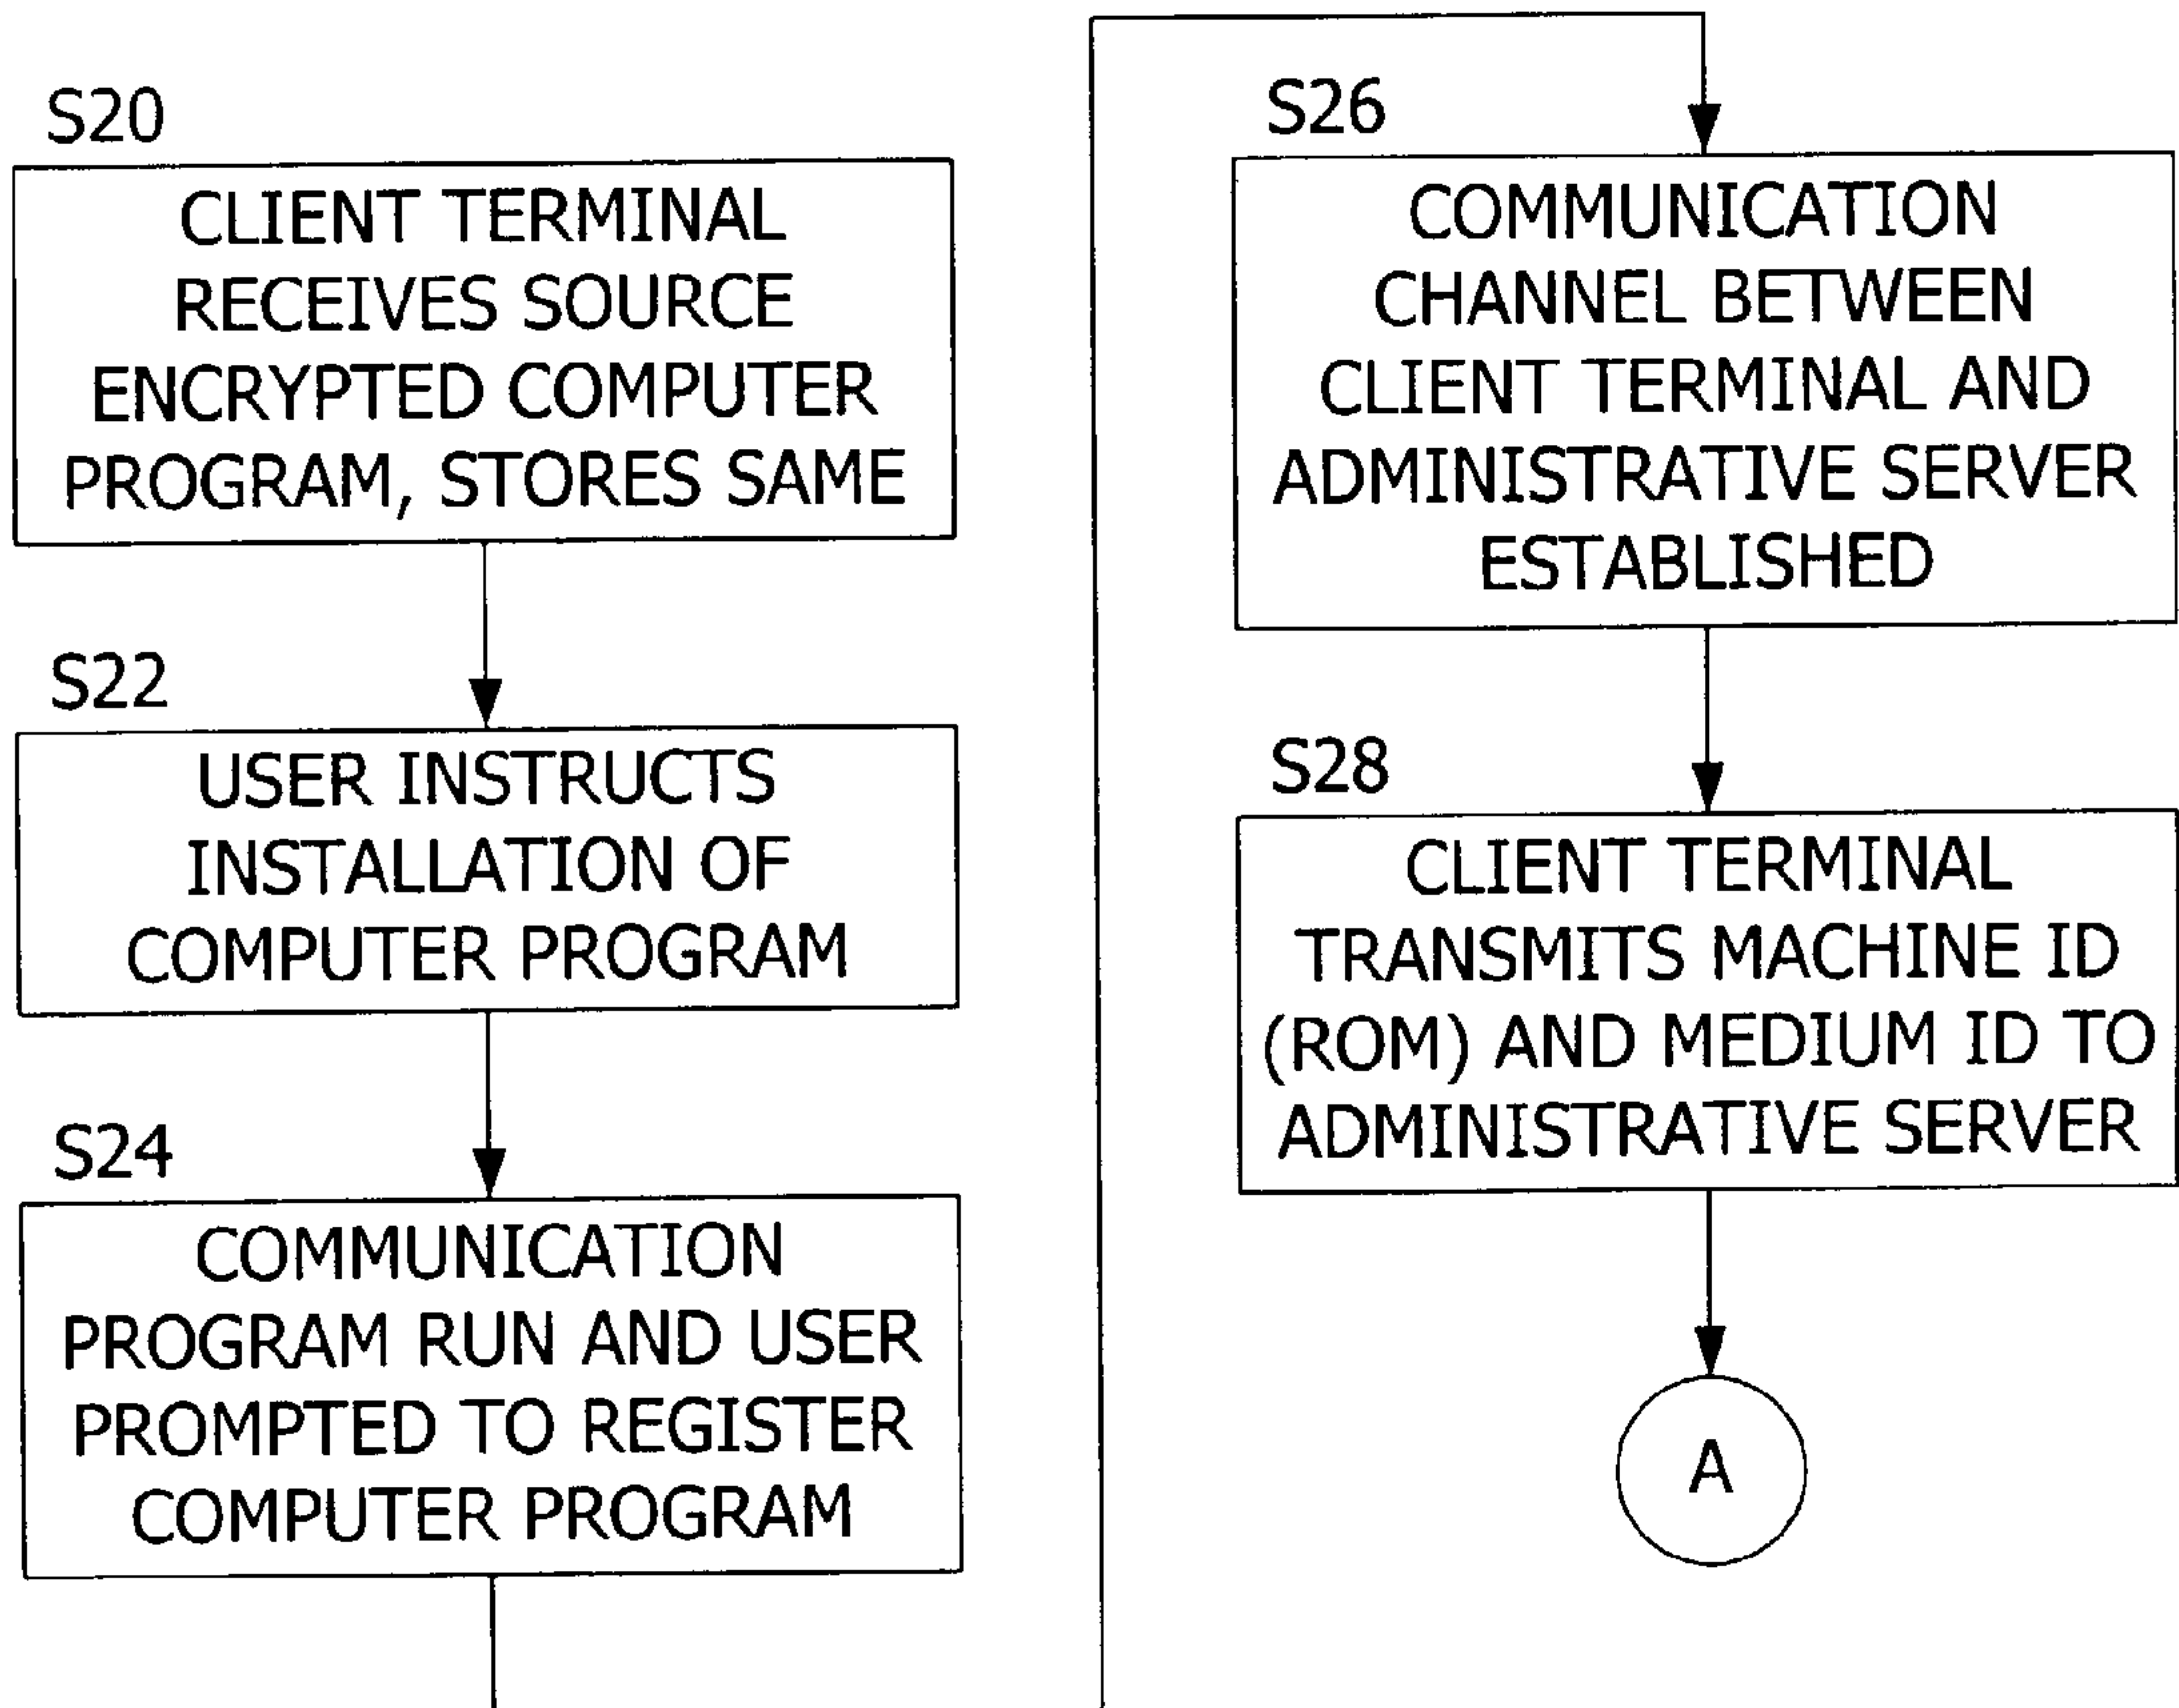 S20
CLIENT TERMINAL
RECEIVES SOURCE
ENCRYPTED COMPUTER
PROGRAM, STORES SAME
S22
USER INSTRUCTS
INSTALLATION OF
COMPUTER PROGRAM
S24
COMMUNICATION
PROGRAM RUN AND USER
PROMPTED TO REGISTER
COMPUTER PROGRAM
S26
COMMUNICATION
CHANNEL BETWEEN
CLIENT TERMINAL AND
ADMINISTRATIVE SERVER
ESTABLISHED
S28
CLIENT TERMINAL
TRANSMITS MACHINE ID
(ROM) AND MEDIUM ID TO
ADMINISTRATIVE SERVER
A